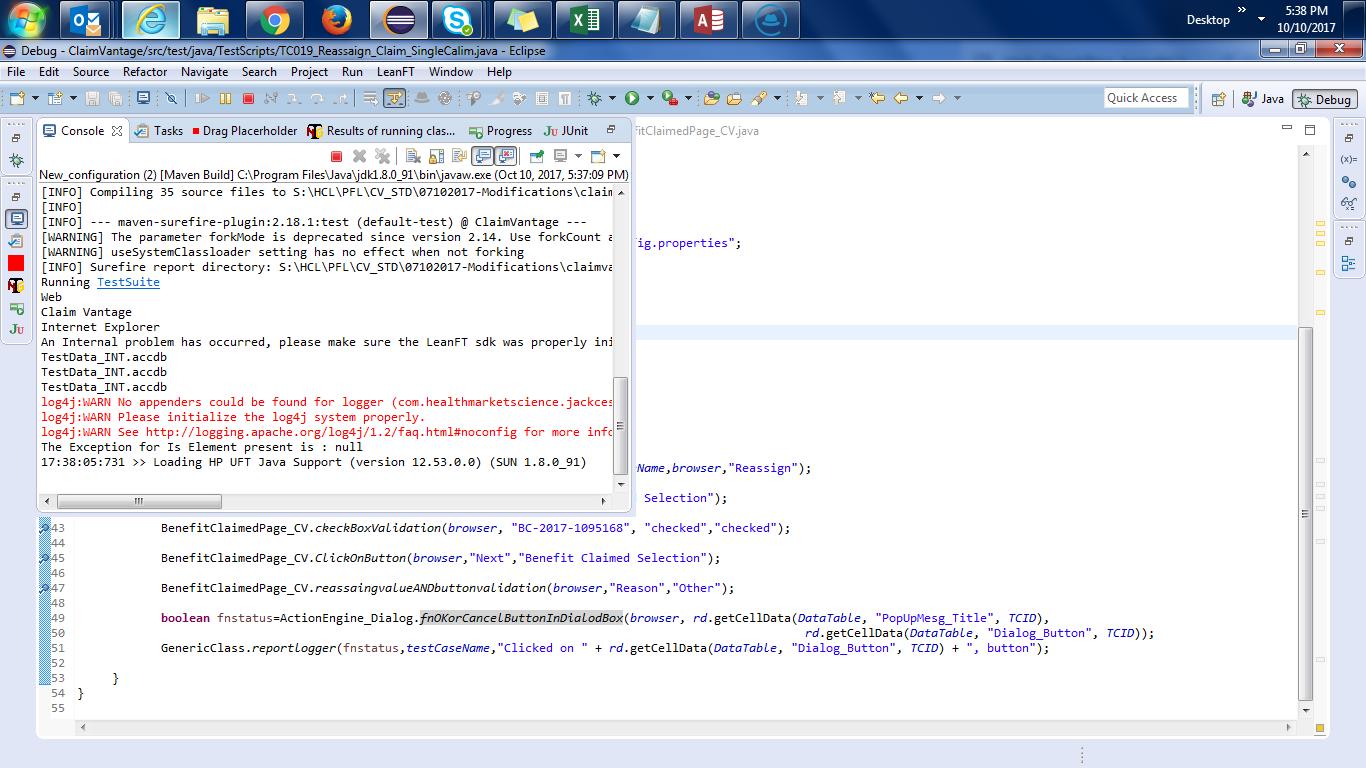 Desktop
»
5:38 PM
10/10/2017
Debug - ClaimVantage/src/test/java/TestScripts/TC019_Reassign_Claim_SingleCalim.java - Eclipse
File Edit Source Refactor Navigate Search Project Run LeanFT Window Help
Quick Access Java Debug
Console Tasks Drag Placeholder Results of running clas... Progress JUnit
fitClaimedPage_CV.java
New_configuration (2) [Maven Build] C:\Program Files\Java\jdk1.8.0_91\bin\javaw.exe (Oct 10, 2017, 5:37:09 PM)
[INFO] Compiling 35 source files to S:\HCL\PFL\CV_STD\07102017-Modifications\claim
[INFO]
[INFO] --- maven-surefire-plugin:2.18.1:test (default-test) @ ClaimVantage ---
[WARNING] The parameter forkMode is deprecated since version 2.14. Use forkCount a
[WARNING] useSystemClassloader setting has no effect when not forking
[INFO] Surefire report directory: S:\HCL\PFL\CV_STD\07102017-Modifications\claimva
Running TestSuite
Web
Claim Vantage
Internet Explorer
An Internal problem has occurred, please make sure the LeanFT sdk was properly ini
TestData_INT.accdb
TestData_INT.accdb
TestData_INT.accdb
log4j:WARN No appenders could be found for logger (com.healthmarketscience.jackces
log4j:WARN Please initialize the log4j system properly.
log4j:WARN See http://logging.apache.org/log4j/1.2/faq.html#noconfig for more info
The Exception for Is Element present is : null
17:38:05:731 >> Loading HP UFT Java Support (version 12.53.0.0) (SUN 1.8.0_91)
ig.properties";
Name,browser,"Reassign");
Selection");
43 BenefitClaimedPage_CV.ckeckBoxValidation(browser, "BC-2017-1095168", "checked","checked");
44
45 BenefitClaimedPage_CV.ClickOnButton(browser,"Next","Benefit Claimed Selection");
46
47 BenefitClaimedPage_CV.reassaingvalueANDbuttonvalidation(browser,"Reason","Other");
48
49 boolean fnstatus=ActionEngine_Dialog.fnOKorCancelButtonInDialodBox(browser, rd.getCellData(DataTable, "PopUpMesg_Title", TCID),
50 rd.getCellData(DataTable, "Dialog_Button", TCID));
51 GenericClass.reportlogger(fnstatus,testCaseName,"Clicked on " + rd.getCellData(DataTable, "Dialog_Button", TCID) + ", button");
52
53 }
54 }
55